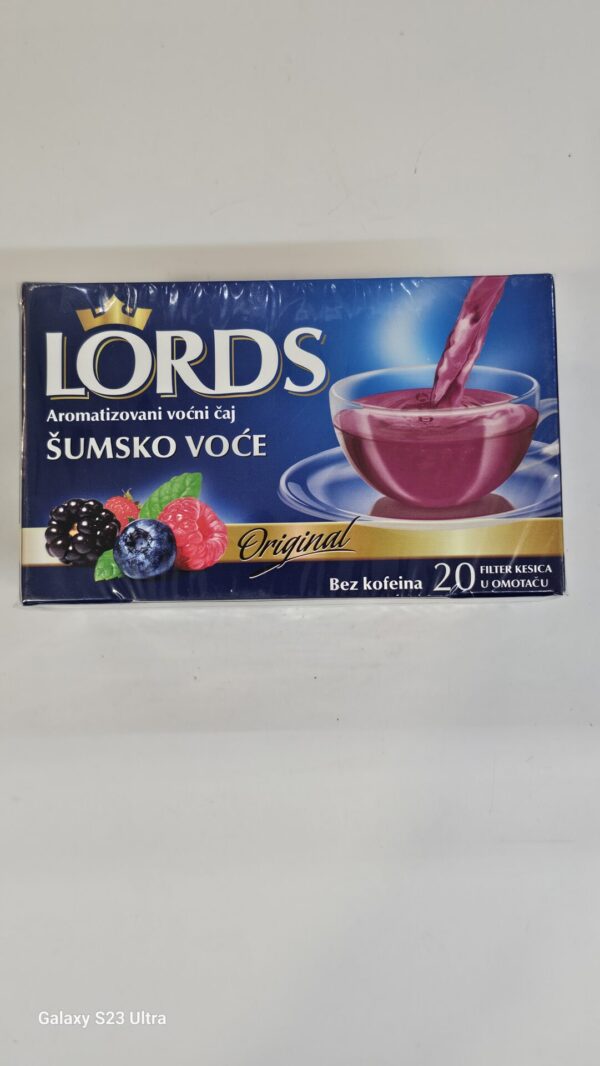 LORDS
Aromatizovani voćni čaj
ŠUMSKO VOĆE
Original
Bez kofeina 20 FILTER KESICA
U OMOTAČU
Galaxy S23 Ultra